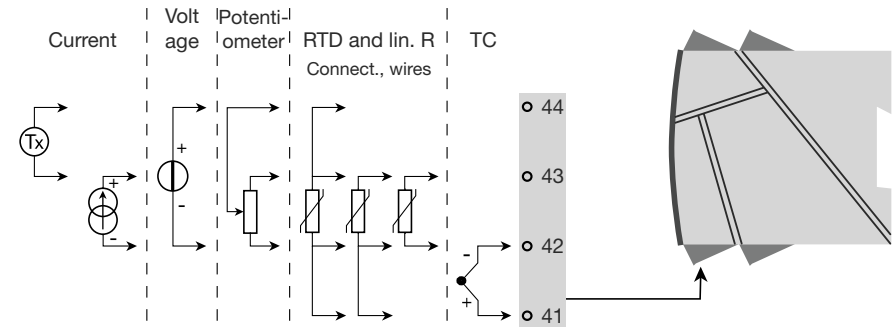 Current
Volt
age
Potenti-
ometer
RTD and lin. R
Connect., wires
TC
Tx
+
-
+
-
-
+
44
43
42
41